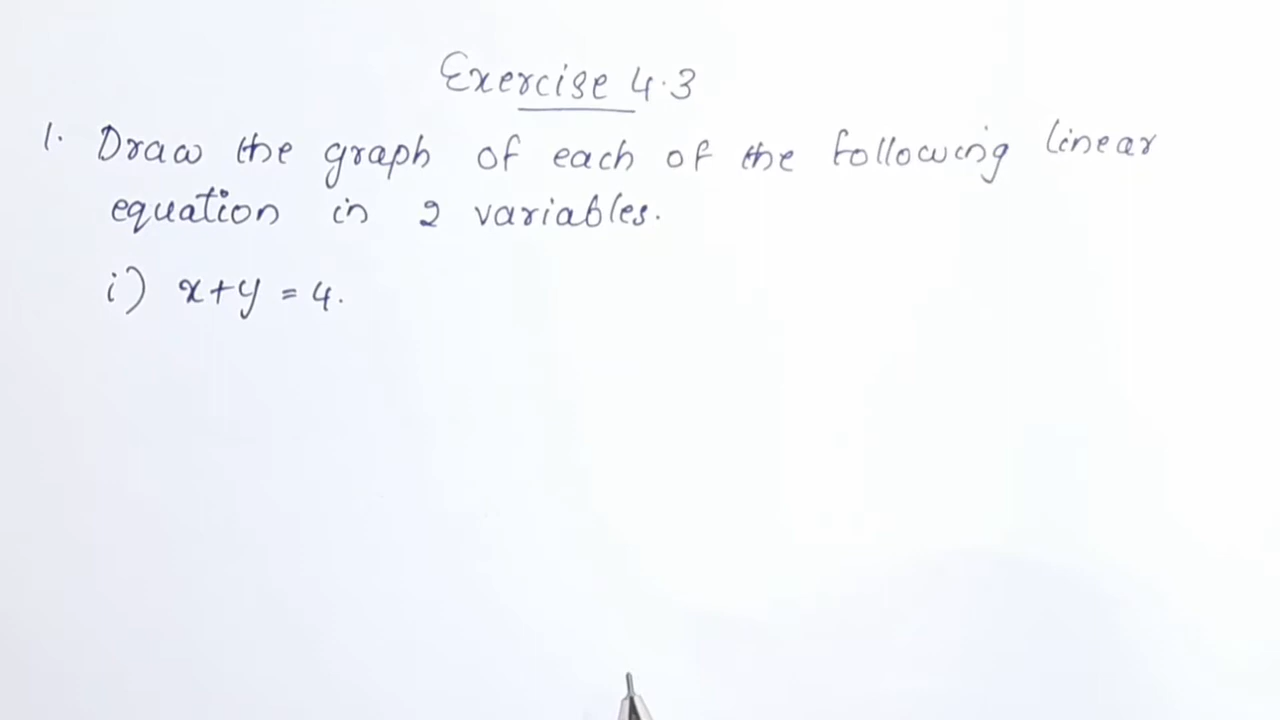 Exercise 4.3
1. Draw the graph of each of the following linear
equation in 2 variables.
i) x+y = 4.